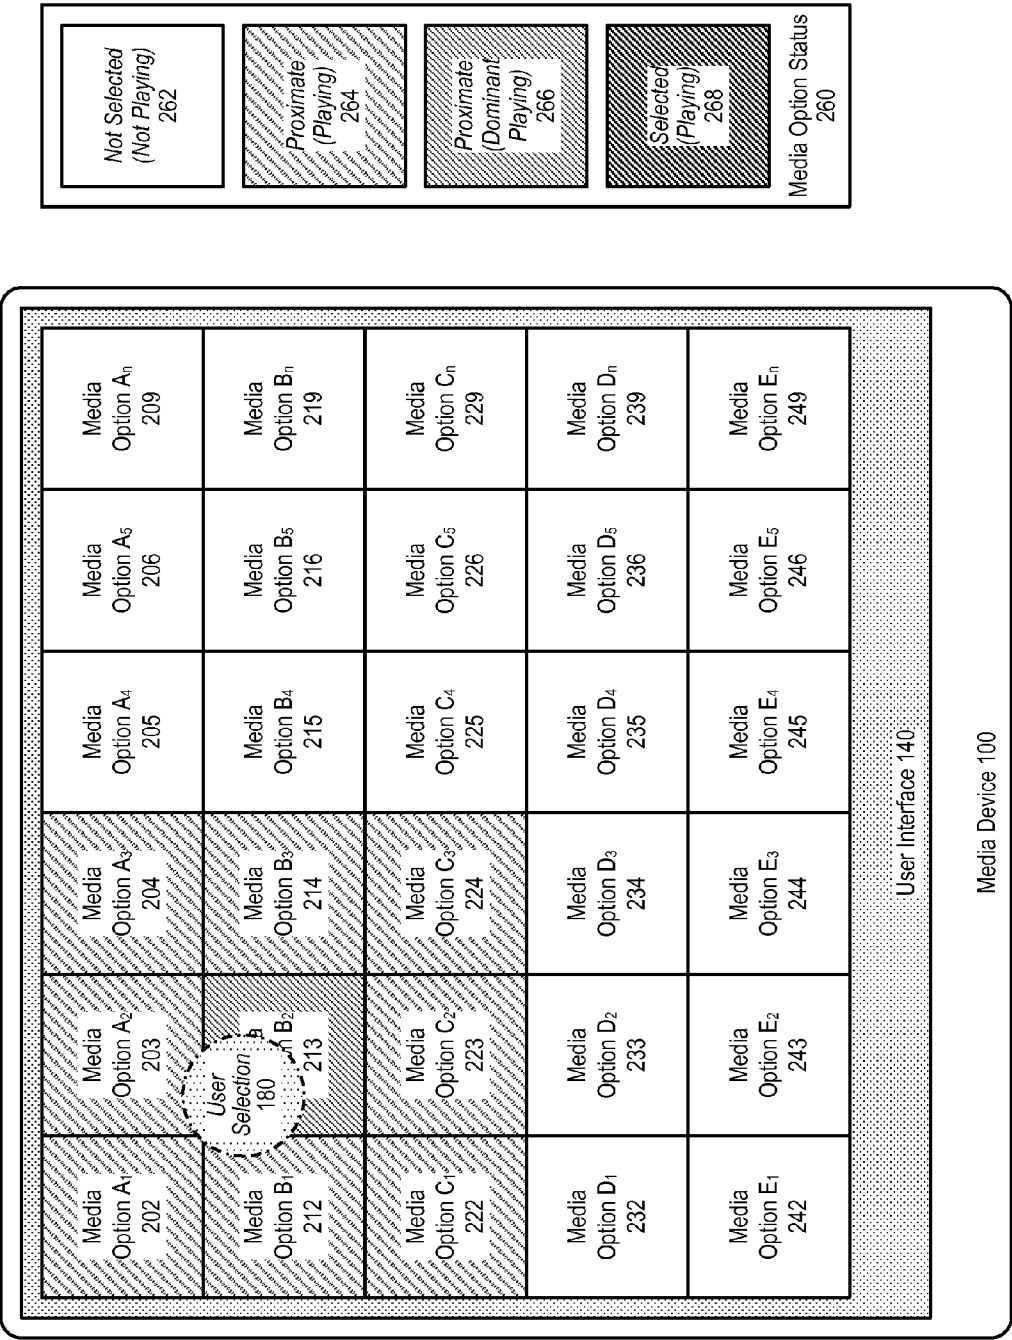 Media
Option A1
202
Media
Option A2
203
Media
Option A3
204
Media
Option A4
205
Media
Option A5
206
Media
Option An
209
Media
Option B1
212
User
Selection
180
a
n B2
213
Media
Option B3
214
Media
Option B4
215
Media
Option B5
216
Media
Option Bn
219
Media
Option C1
222
Media
Option C2
223
Media
Option C3
224
Media
Option C4
225
Media
Option C5
226
Media
Option Cn
229
Media
Option D1
232
Media
Option D2
233
Media
Option D3
234
Media
Option D4
235
Media
Option D5
236
Media
Option Dn
239
Media
Option E1
242
Media
Option E2
243
Media
Option E3
244
Media
Option E4
245
Media
Option E5
246
Media
Option En
249
User Interface 140
Media Device 100
Not Selected
(Not Playing)
262
Proximate
(Playing)
264
Proximate
(Dominant
Playing)
266
Selected
(Playing)
268
Media Option Status
260